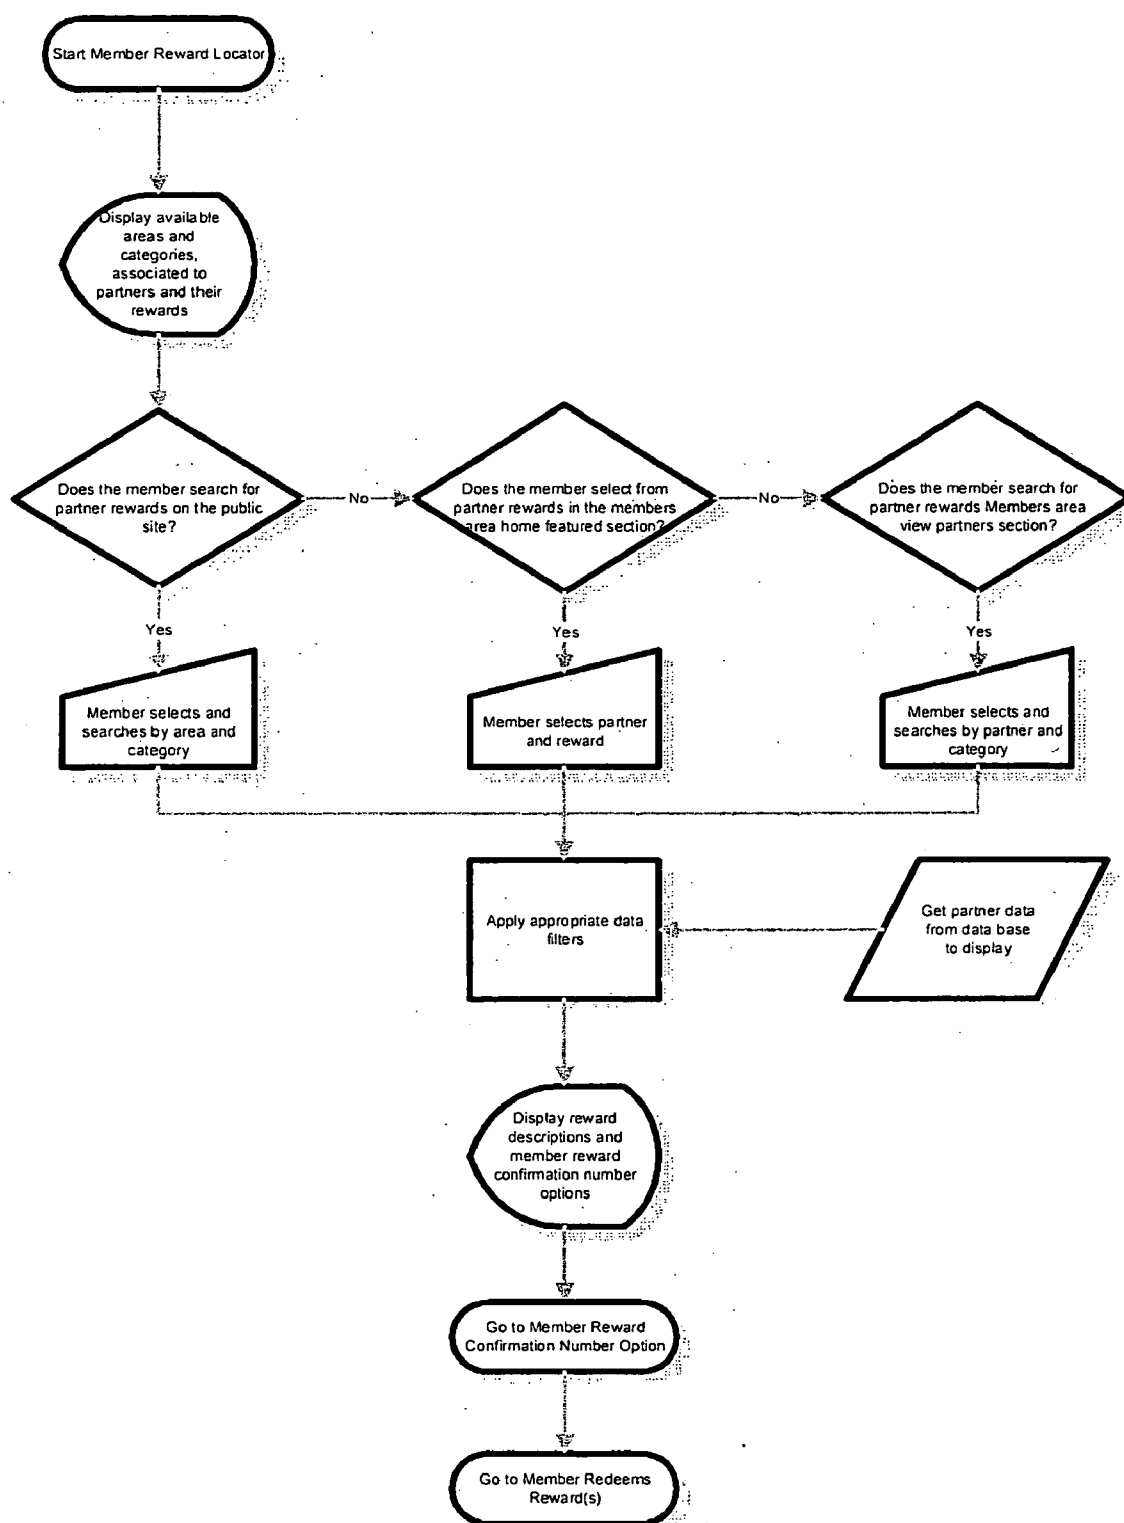 Start Member Reward Locator
Display available
areas and
categories,
associated to
partners and their
rewards
Does the member search for
partner rewards on the public
site?
No
Does the member select from
partner rewards in the members
area home featured section?
No
Does the member search for
partner rewards Members area
view partners section?
Yes
Yes
Yes
Member selects and
searches by area and
category
Member selects partner
and reward
Member selects and
searches by partner and
category
Apply appropriate data
filters
Get partner data
from data base
to display
Display reward
descriptions and
member reward
confirmation number
options
Go to Member Reward
Confirmation Number Option
Go to Member Redeems
Reward(s)